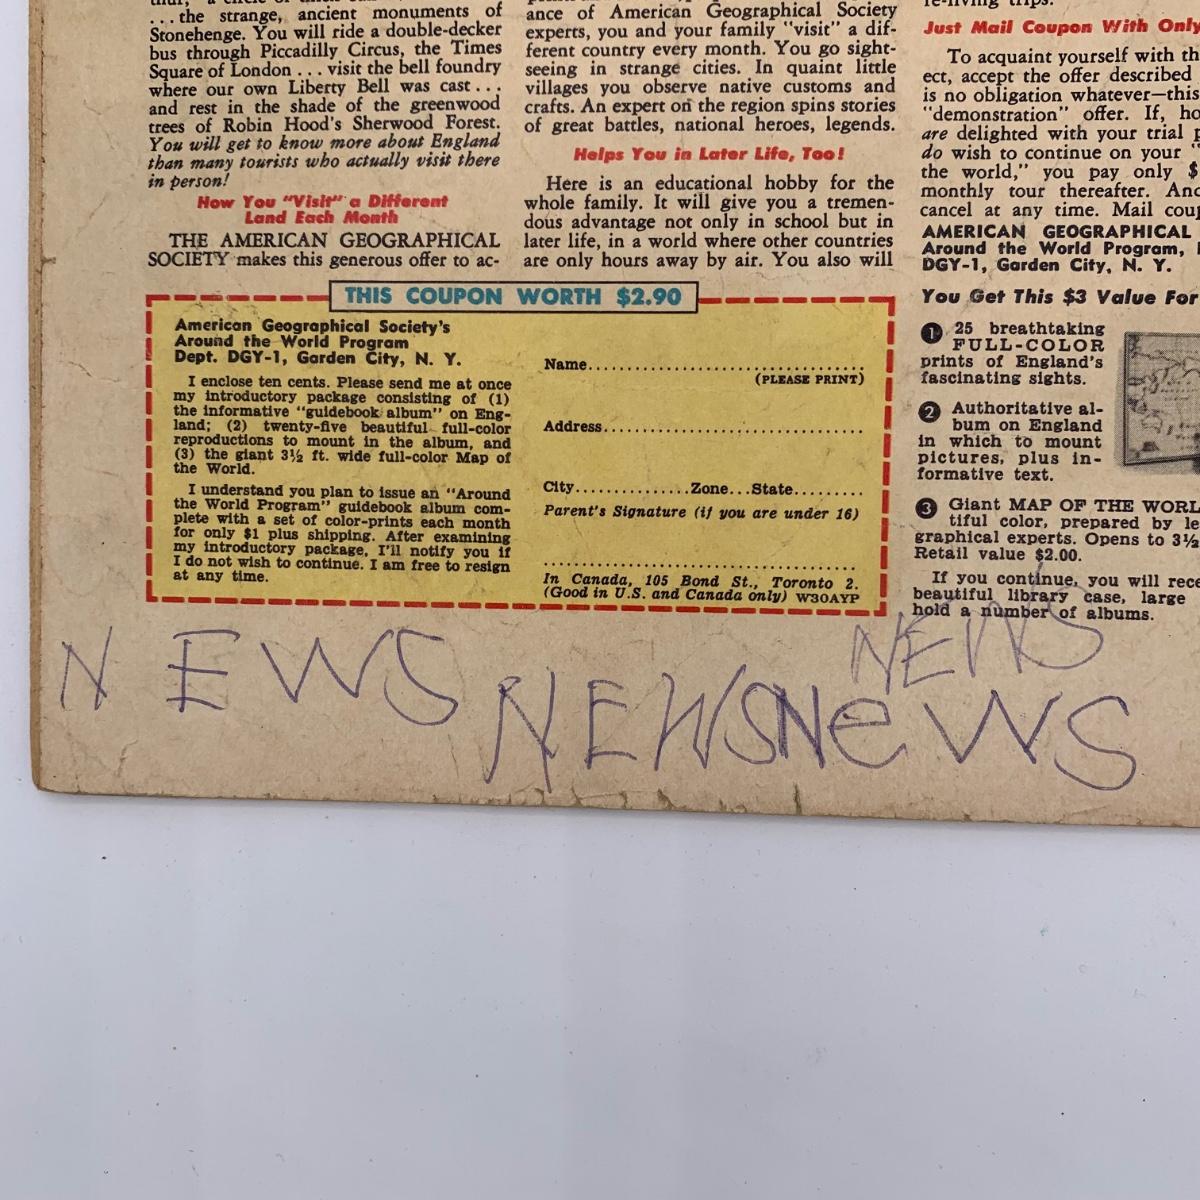 ...the strange, ancient monuments of
Stonehenge. You will ride a double-decker
bus through Piccadilly Circus, the Times
Square of London ... visit the bell foundry
where our own Liberty Bell was cast ...
and rest in the shade of the greenwood
trees of Robin Hood's Sherwood Forest.
You will get to know more about England
than many tourists who actually visit there
in person!
How You "Visit" a Different
Land Each Month
THE AMERICAN GEOGRAPHICAL
SOCIETY makes this generous offer to ac-
ance of American Geographical Society
experts, you and your family "visit" a dif-
ferent country every month. You go sight-
seeing in strange cities. In quaint little
villages you observe native customs and
crafts. An expert on the region spins stories
of great battles, national heroes, legends.
Helps You in Later Life, Too!
Here is an educational hobby for the
whole family. It will give you a tremen-
dous advantage not only in school but in
later life, in a world where other countries
are only hours away by air. You also will
re-living trips.
Just Mail Coupon With Only
To acquaint yourself with th
ect, accept the offer described
is no obligation whatever—this
"demonstration" offer. If, ho
are delighted with your trial p
do wish to continue on your "
the world," you pay only $
monthly tour thereafter. And
cancel at any time. Mail coup
AMERICAN GEOGRAPHICAL
Around the World Program,
DGY-1, Garden City, N. Y.
You Get This $3 Value For
1 25 breathtaking
FULL-COLOR
prints of England's
fascinating sights.
2 Authoritative al-
bum on England
in which to mount
pictures, plus in-
formative text.
3 Giant MAP OF THE WORL
tiful color, prepared by le
graphical experts. Opens to 3½
Retail value $2.00.
If you continue, you will rece
beautiful library case, large
hold a number of albums.
THIS COUPON WORTH $2.90
American Geographical Society's
Around the World Program
Dept. DGY-1, Garden City, N. Y.
I enclose ten cents. Please send me at once
my introductory package consisting of (1)
the informative "guidebook album" on Eng-
land; (2) twenty-five beautiful full-color
reproductions to mount in the album, and
(3) the giant 3½ ft. wide full-color Map of
the World.
I understand you plan to issue an "Around
the World Program" guidebook album com-
plete with a set of color-prints each month
for only $1 plus shipping. After examining
my introductory package, I'll notify you if
I do not wish to continue. I am free to resign
at any time.
Name................................
(PLEASE PRINT)
Address..............................
City..............Zone...State.........
Parent's Signature (if you are under 16)
In Canada, 105 Bond St., Toronto 2.
(Good in U.S. and Canada only) W30AYP
NEWS
NEWS
NEWS
NeWS